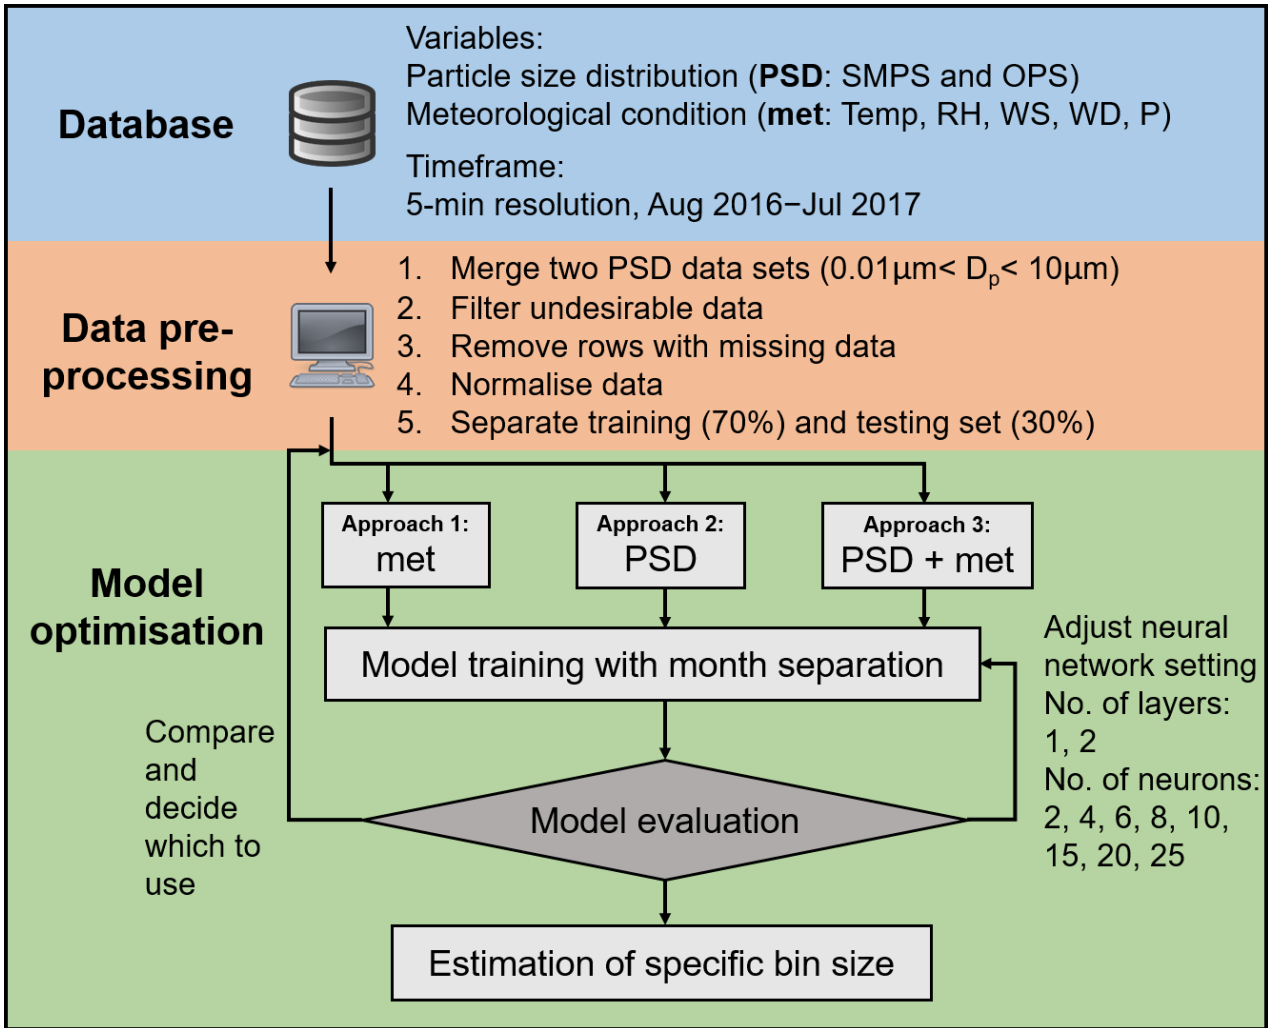 Database
Variables:
Particle size distribution (PSD: SMPS and OPS)
Meteorological condition (met: Temp, RH, WS, WD, P)
Timeframe:
5-min resolution, Aug 2016−Jul 2017
Data pre-
processing
1. Merge two PSD data sets (0.01µm< Dp< 10µm)
2. Filter undesirable data
3. Remove rows with missing data
4. Normalise data
5. Separate training (70%) and testing set (30%)
Model
optimisation
Approach 1:
met
Approach 2:
PSD
Approach 3:
PSD + met
Model training with month separation
Adjust neural
network setting
No. of layers:
1, 2
No. of neurons:
2, 4, 6, 8, 10,
15, 20, 25
Compare
and
decide
which to
use
Model evaluation
Estimation of specific bin size